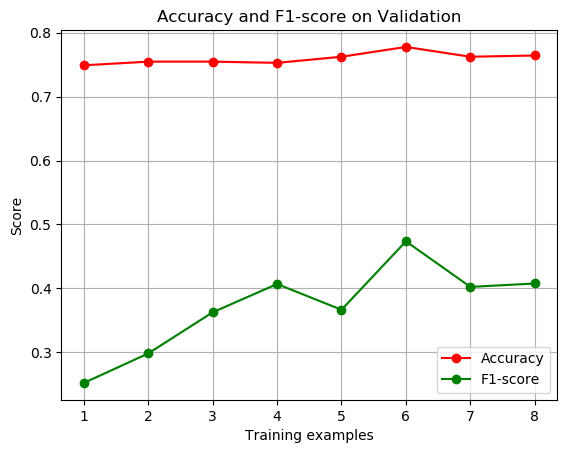 Accuracy and F1-score on Validation
0.8
0.7
0.6
0.5
0.4
0.3
Score
Accuracy
F1-score
1 2 3 4 5 6 7 8
Training examples